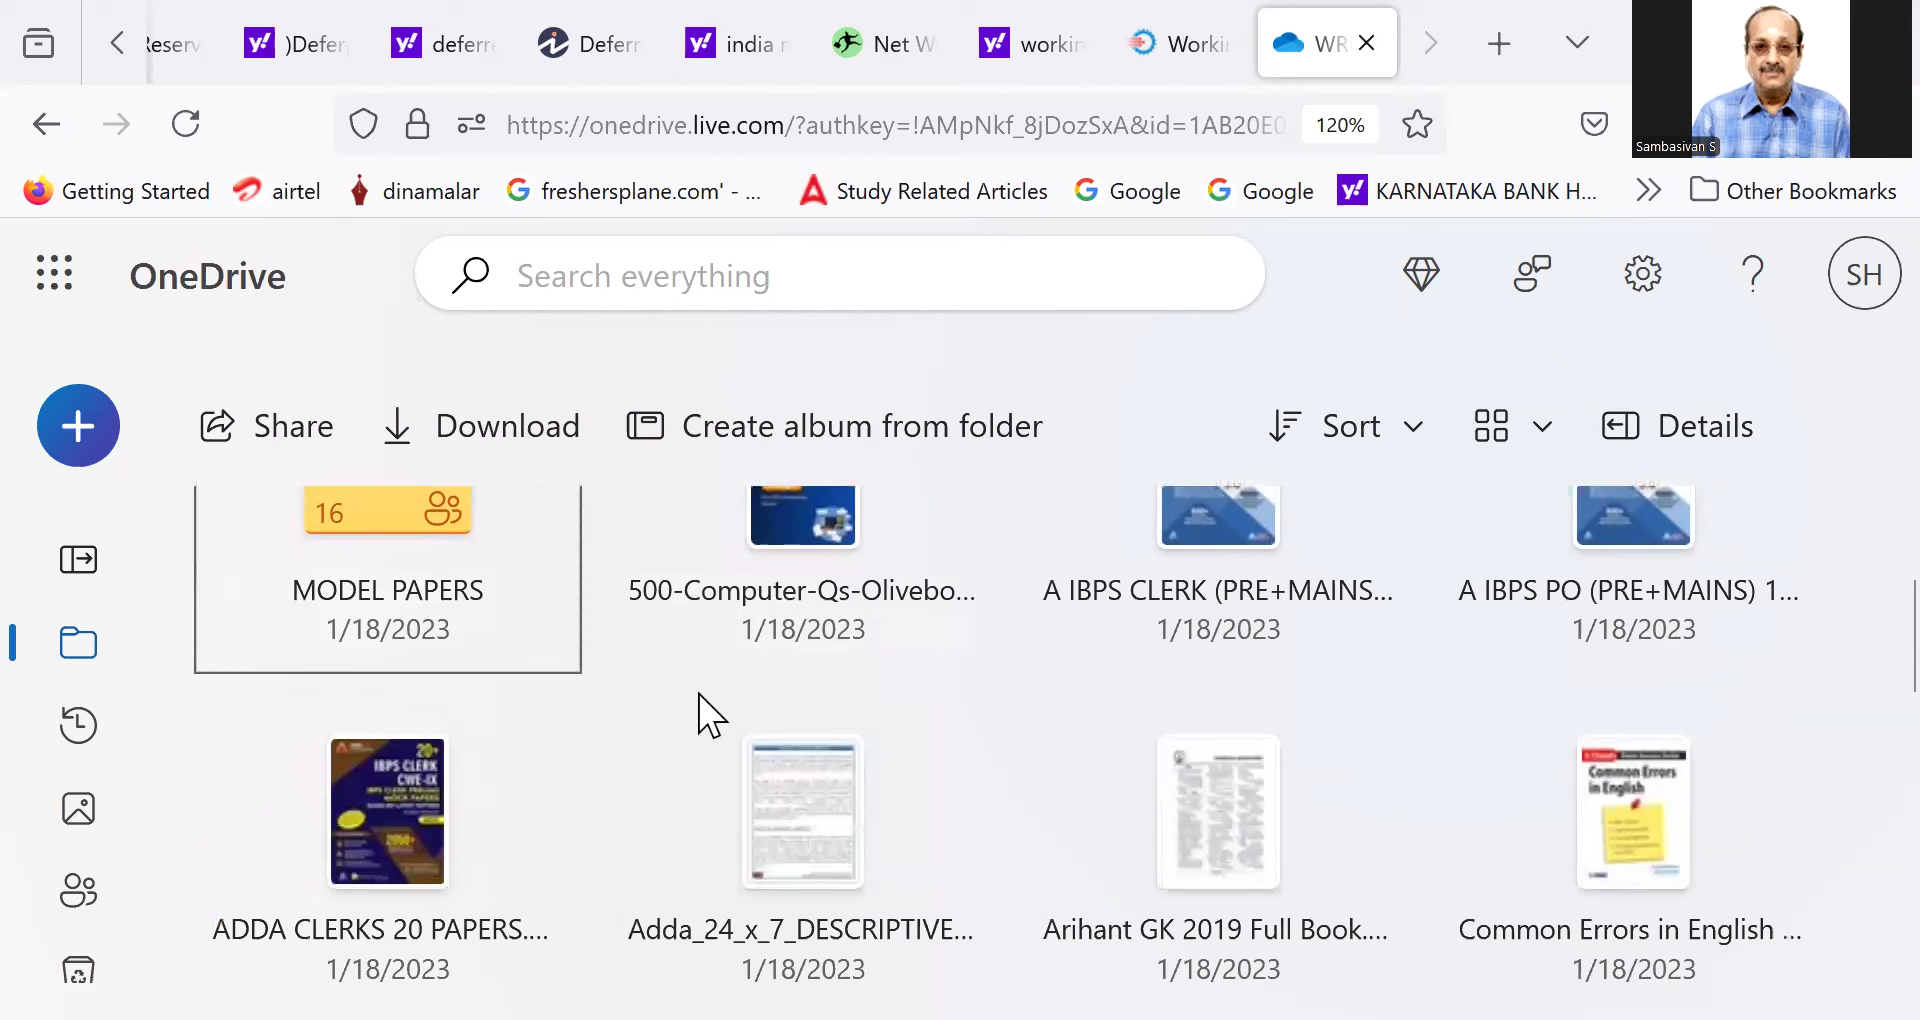 Reserv
)Defer
deferre
Deferr
india n
Net W
workin
Workin
WR
https://onedrive.live.com/?authkey=!AMpNkf_8jDozSxA&id=1AB20E0
120%
Sambasivan S
Getting Started
airtel
dinamalar
freshersplane.com' - ...
Study Related Articles
Google
Google
KARNATAKA BANK H...
Other Bookmarks
OneDrive
Search everything
SH
Share
Download
Create album from folder
Sort
Details
16
MODEL PAPERS
1/18/2023
500-Computer-Qs-Olivebo...
1/18/2023
A IBPS CLERK (PRE+MAINS...
1/18/2023
A IBPS PO (PRE+MAINS) 1...
1/18/2023
20+
IBPS CLERK
CWE-IX
Common Errors
in English
ADDA CLERKS 20 PAPERS....
1/18/2023
Adda_24_x_7_DESCRIPTIVE...
1/18/2023
Arihant GK 2019 Full Book....
1/18/2023
Common Errors in English ...
1/18/2023